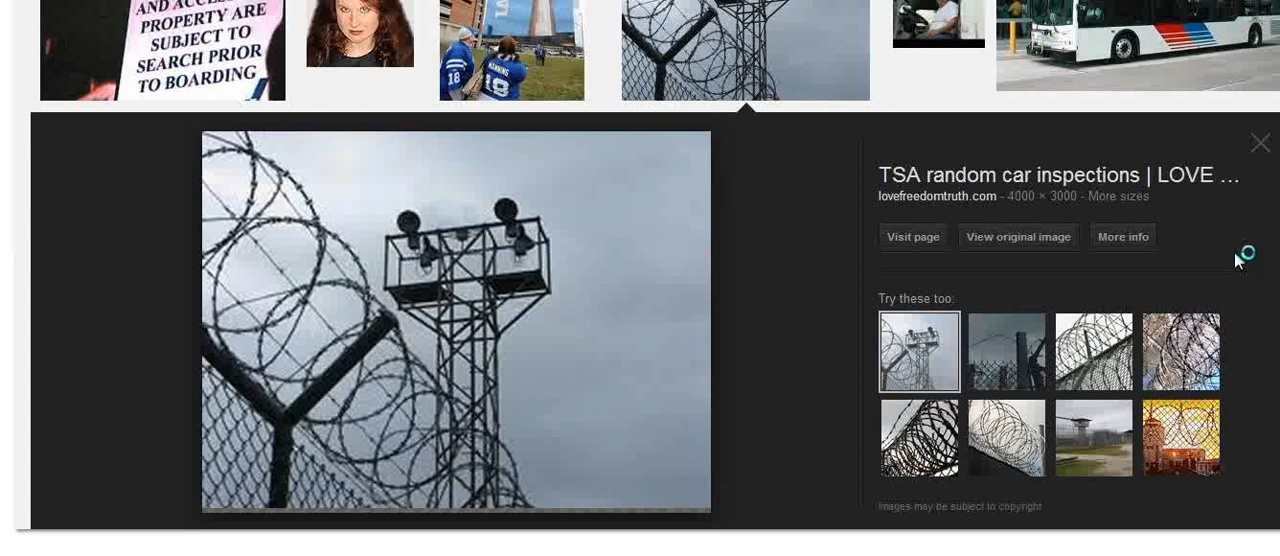 AND ACCES
PROPERTY ARE
SUBJECT TO
SEARCH PRIOR
TO BOARDING
18
MANNING
18
TSA random car inspections | LOVE ...
lovefreedomtruth.com - 4000 × 3000 - More sizes
Visit page
View original image
More info
Try these too:
Images may be subject to copyright